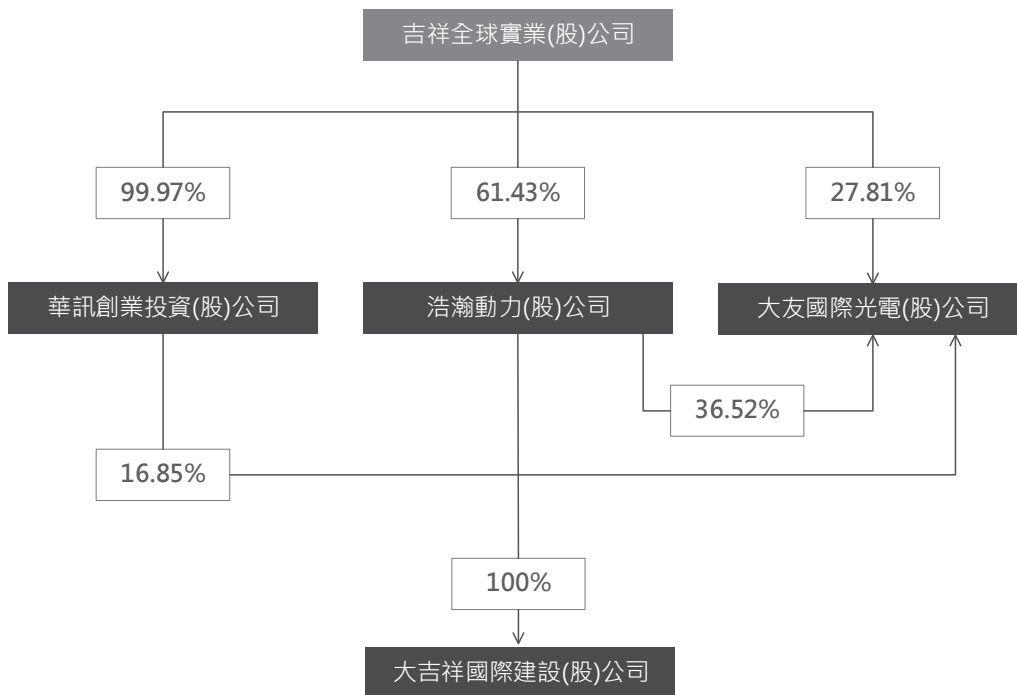 吉祥全球實業(股)公司
99.97%
61.43%
27.81%
華訊創業投資(股)公司
浩瀚動力(股)公司
大友國際光電(股)公司
36.52%
16.85%
100%
大吉祥國際建設(股)公司